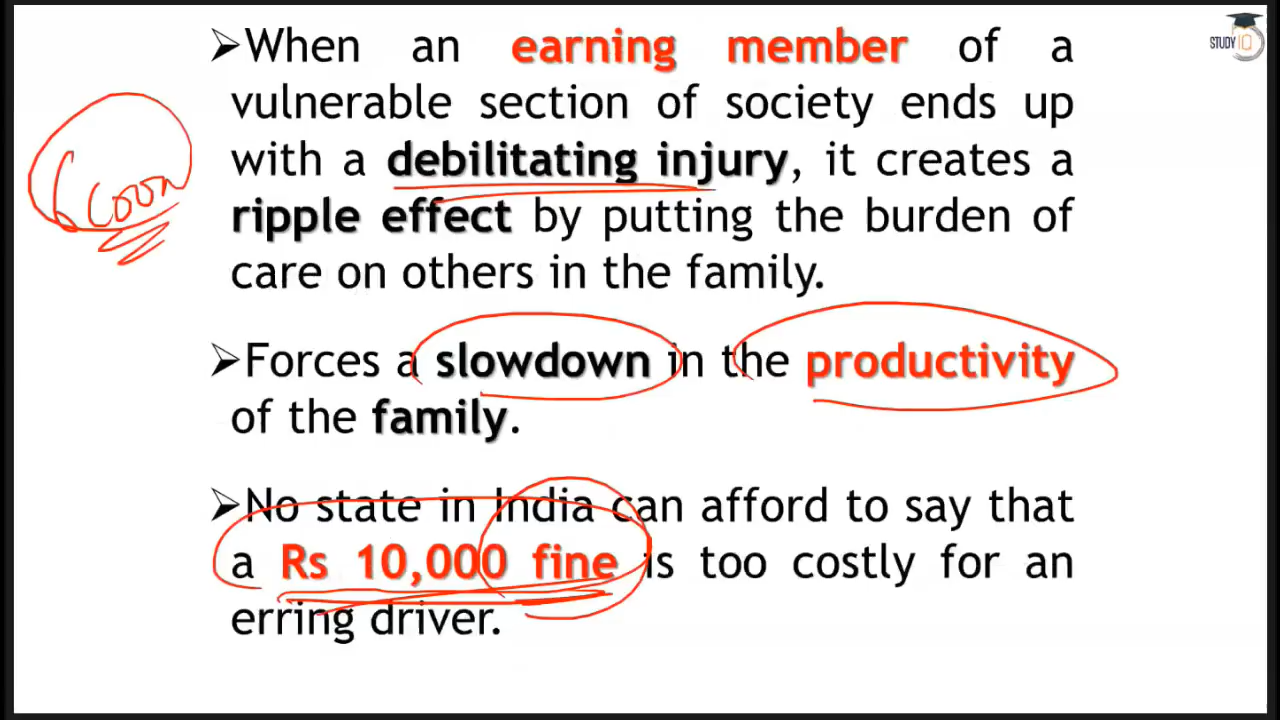 ➢When an earning member of a
vulnerable section of society ends up
with a debilitating injury, it creates a
ripple effect by putting the burden of
care on others in the family.
➢Forces a slowdown in the productivity
of the family.
➢No state in India can afford to say that
a Rs 10,000 fine is too costly for an
erring driver.
STUDY IQ